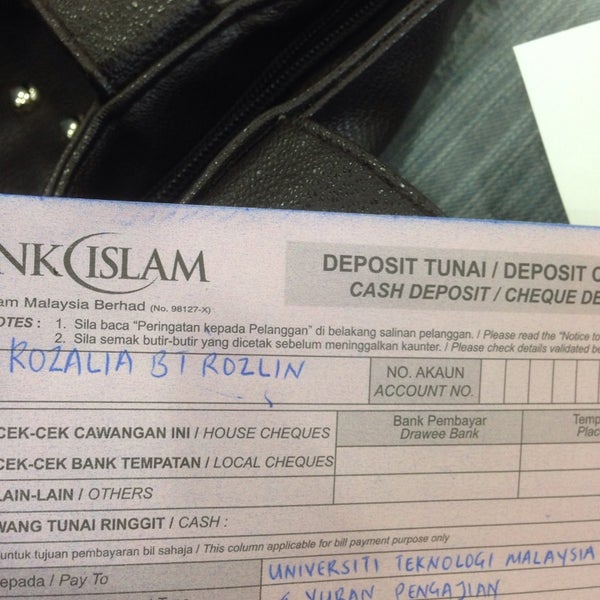 NK ISLAM
am Malaysia Berhad (No. 98127-X)
DEPOSIT TUNAI / DEPOSIT C
CASH DEPOSIT / CHEQUE DE
OTES : 1. Sila baca "Peringatan kepada Pelanggan" di belakang salinan pelanggan. / Please read the "Notice to
2. Sila semak butir-butir yang dicetak sebelum meninggalkan kaunter. / Please check details validated be
ROZALIA BT ROZLIN
NO. AKAUN
ACCOUNT NO.
Bank Pembayar
Drawee Bank
Temp
Plac
CEK-CEK CAWANGAN INI / HOUSE CHEQUES
CEK-CEK BANK TEMPATAN / LOCAL CHEQUES
LAIN-LAIN / OTHERS
WANG TUNAI RINGGIT / CASH :
untuk tujuan pembayaran bil sahaja / This column applicable for bill payment purpose only
epada / Pay To
UNIVERSITI TEKNOLOGI MALAYSIA
YURAN PENGAJIAN